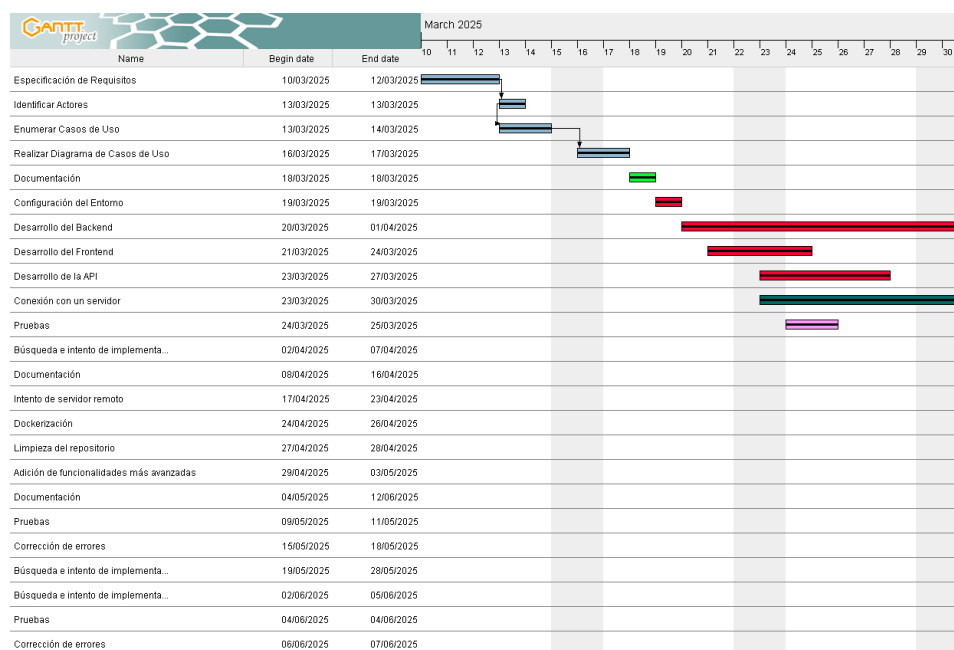 GANTT
project
March 2025
10 11 12 13 14 15 16 17 18 19 20 21 22 23 24 25 26 27 28 29 30
Name Begin date End date
Especificación de Requisitos 10/03/2025 12/03/2025
Identificar Actores 13/03/2025 13/03/2025
Enumerar Casos de Uso 13/03/2025 14/03/2025
Realizar Diagrama de Casos de Uso 16/03/2025 17/03/2025
Documentación 18/03/2025 18/03/2025
Configuración del Entorno 19/03/2025 19/03/2025
Desarrollo del Backend 20/03/2025 01/04/2025
Desarrollo del Frontend 21/03/2025 24/03/2025
Desarrollo de la API 23/03/2025 27/03/2025
Conexión con un servidor 23/03/2025 30/03/2025
Pruebas 24/03/2025 25/03/2025
Búsqueda e intento de implementa... 02/04/2025 07/04/2025
Documentación 08/04/2025 16/04/2025
Intento de servidor remoto 17/04/2025 23/04/2025
Dockerización 24/04/2025 26/04/2025
Limpieza del repositorio 27/04/2025 28/04/2025
Adición de funcionalidades más avanzadas 29/04/2025 03/05/2025
Documentación 04/05/2025 12/06/2025
Pruebas 09/05/2025 11/05/2025
Corrección de errores 15/05/2025 18/05/2025
Búsqueda e intento de implementa... 19/05/2025 28/05/2025
Búsqueda e intento de implementa... 02/06/2025 05/06/2025
Pruebas 04/06/2025 04/06/2025
Corrección de errores 06/06/2025 07/06/2025